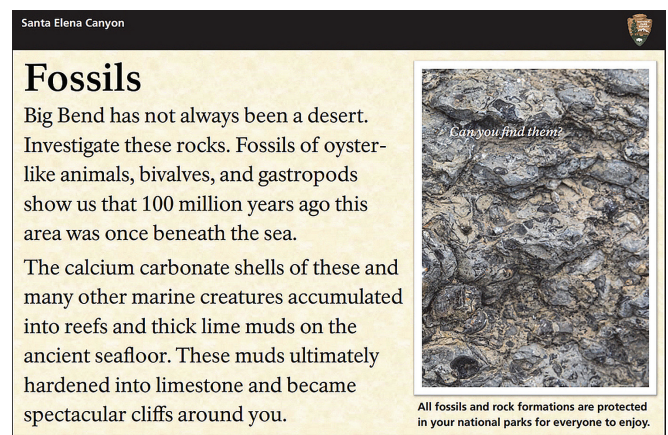 Santa Elena Canyon
Fossils
Big Bend has not always been a desert.
Investigate these rocks. Fossils of oyster-
like animals, bivalves, and gastropods
show us that 100 million years ago this
area was once beneath the sea.
The calcium carbonate shells of these and
many other marine creatures accumulated
into reefs and thick lime muds on the
ancient seafloor. These muds ultimately
hardened into limestone and became
spectacular cliffs around you.
Can you find them?
All fossils and rock formations are protected
in your national parks for everyone to enjoy.